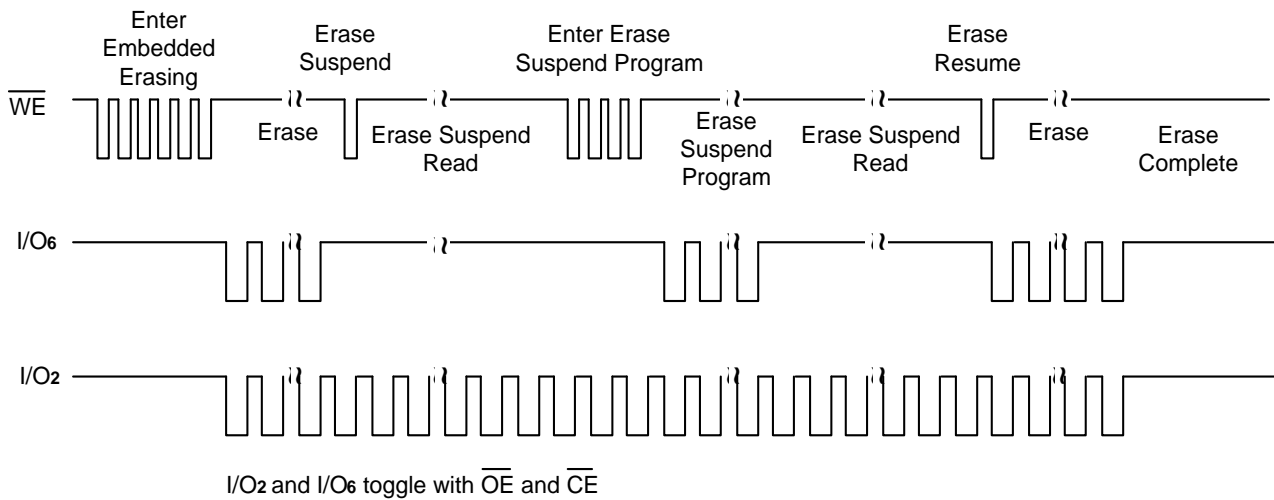 Enter
Embedded
Erasing
Erase
Suspend
Enter Erase
Suspend Program
Erase
Resume
WE
Erase
Erase Suspend
Read
Erase
Suspend
Program
Erase Suspend
Read
Erase
Erase
Complete
I/O6
I/O2
I/O2 and I/O6 toggle with OE and CE